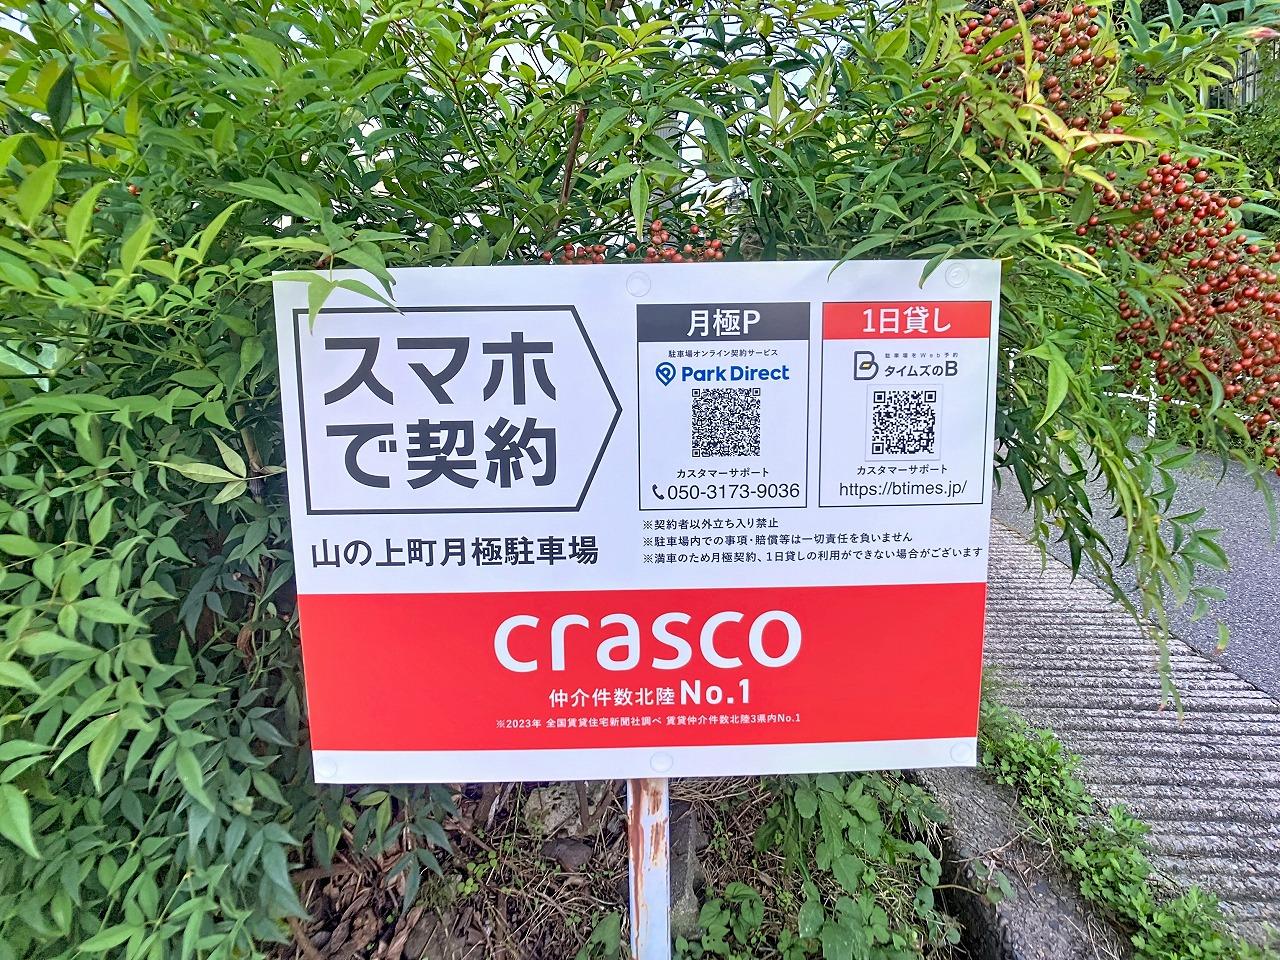 スマホ
で契約
山の上町月極駐車場
月極P
駐車場オンライン契約サービス
Park Direct
カスタマーサポート
050-3173-9036
1日貸し
駐車場をWeb予約
タイムズのB
カスタマーサポート
https://btimes.jp/
※契約者以外立ち入り禁止
※駐車場内での事項・賠償等は一切責任を負いません
※満車のため月極契約、1日貸しの利用ができない場合がございます
crasco
仲介件数北陸No.1
※2023年 全国賃貸住宅新聞社調べ 賃貸仲介件数北陸3県内No.1